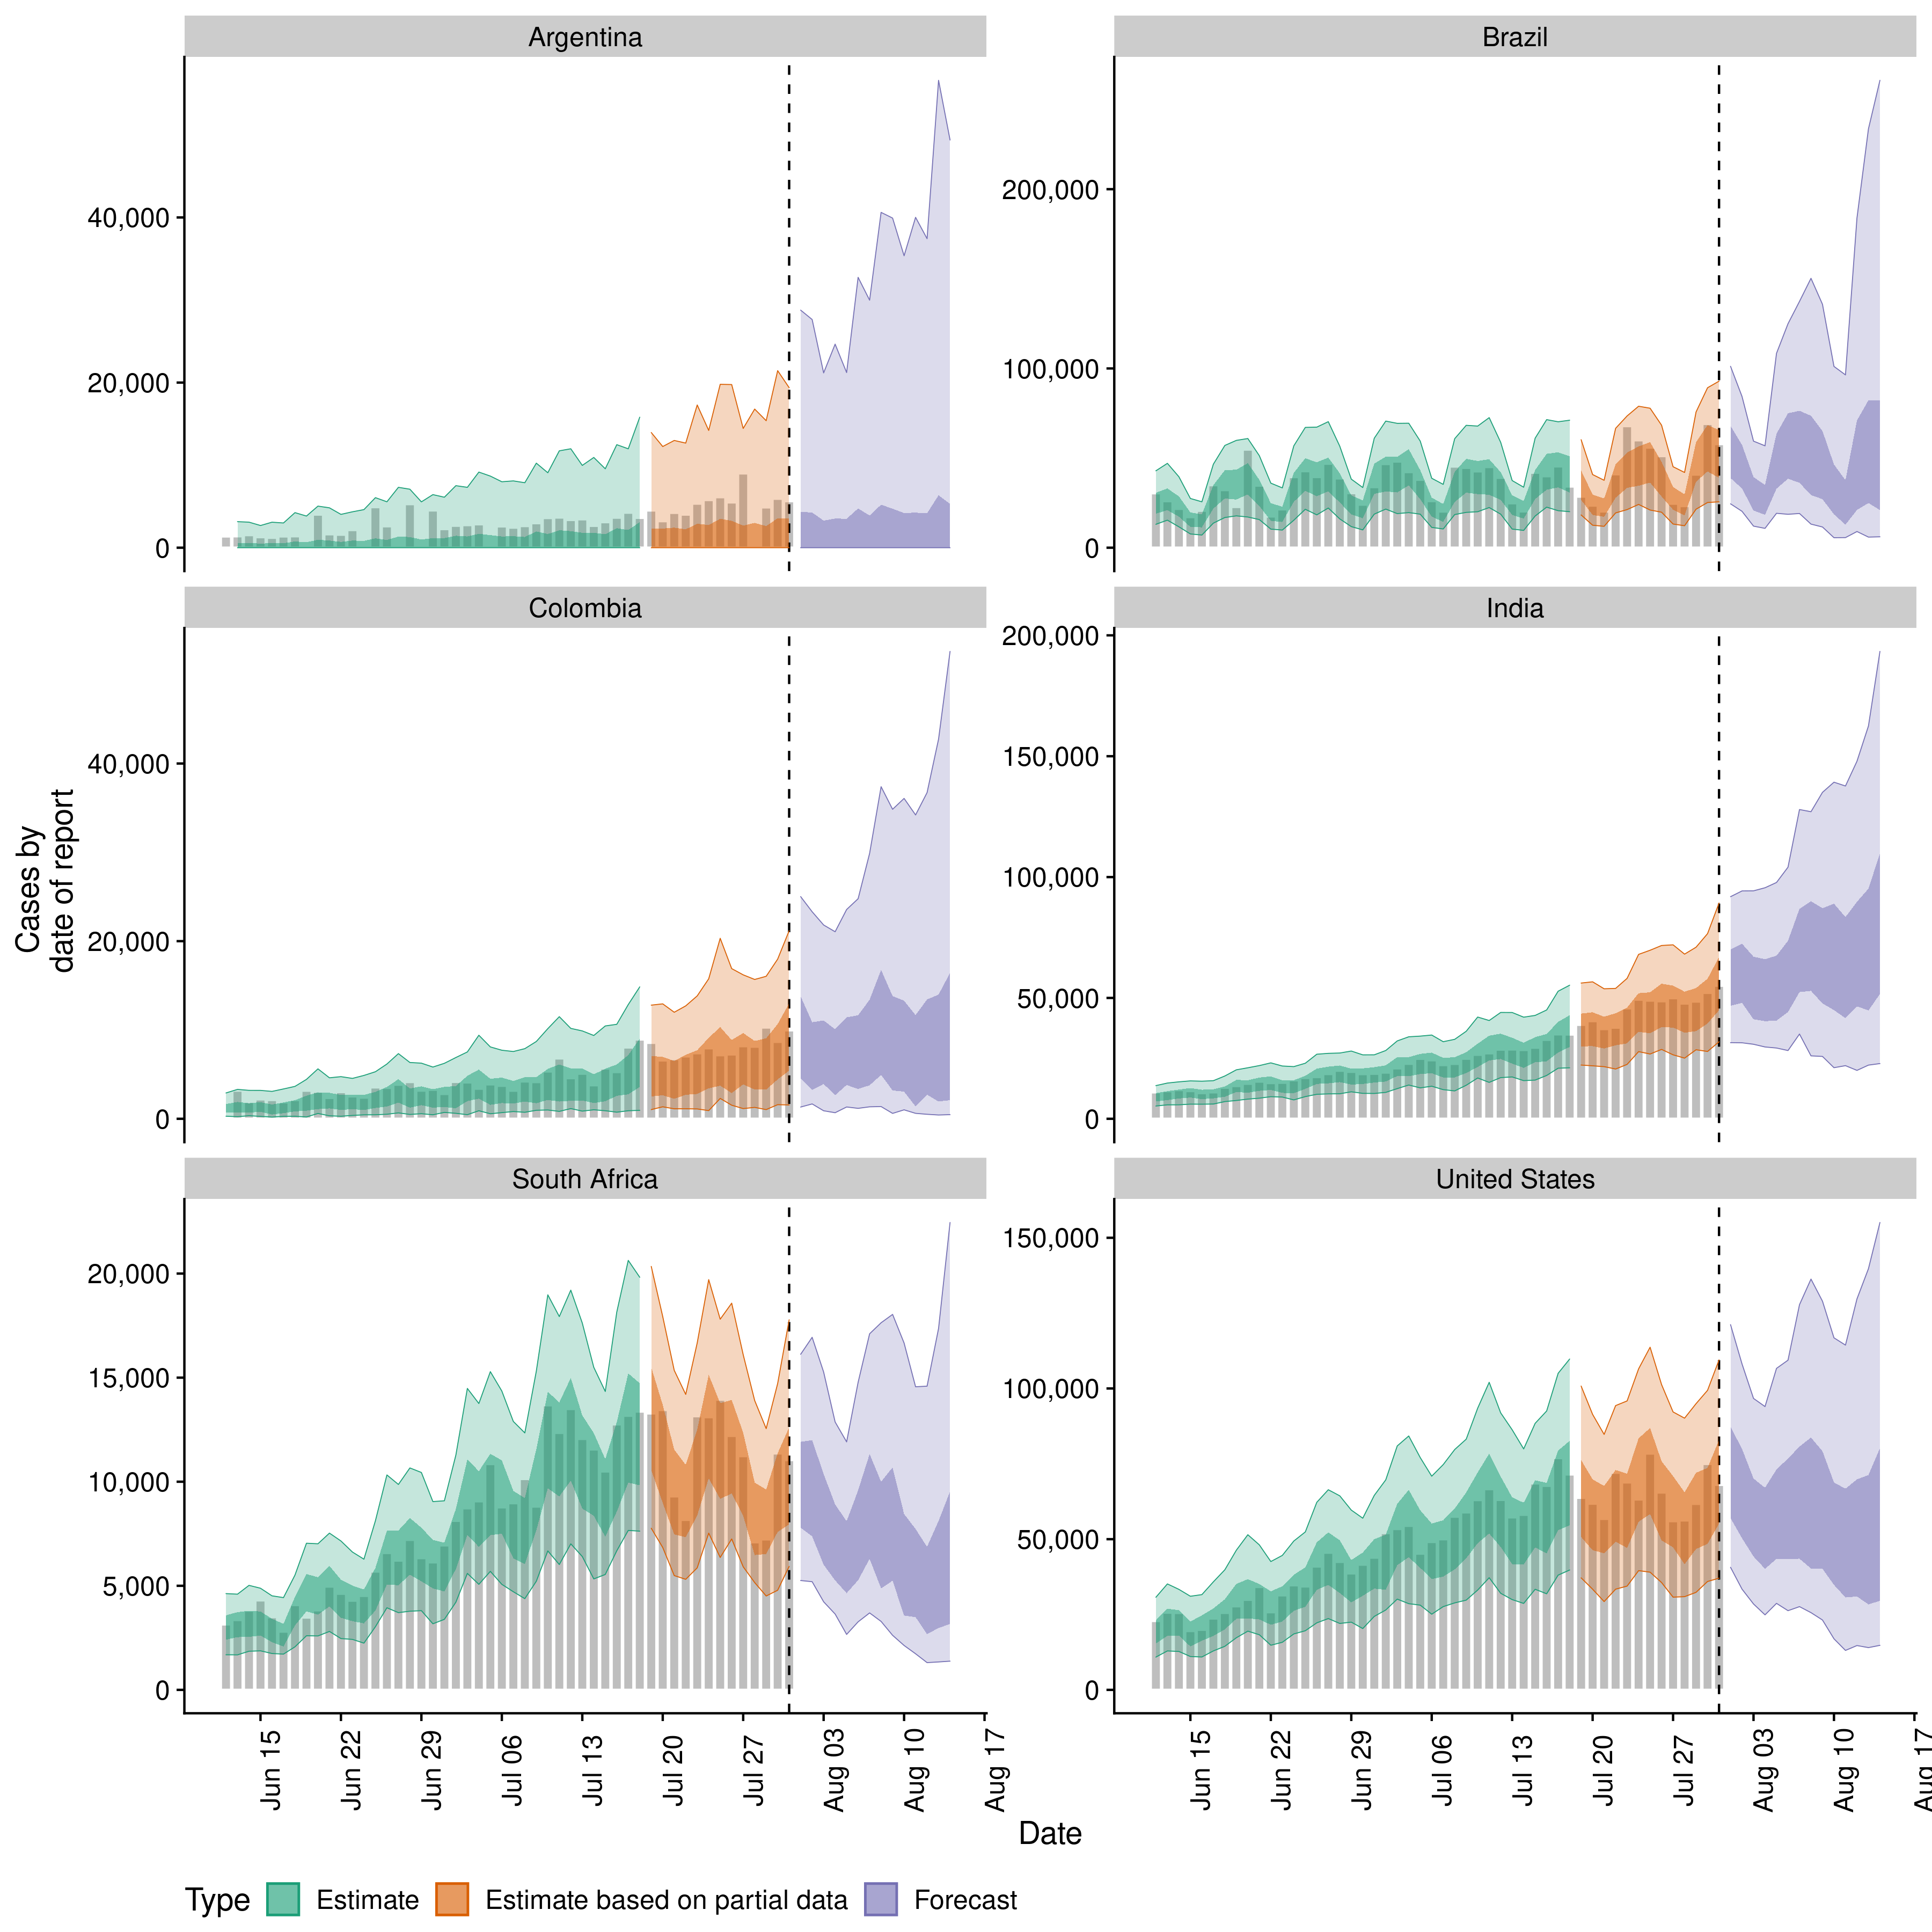 Argentina
Brazil
40,000
20,000
0
200,000
100,000
0
Colombia
India
40,000
20,000
0
200,000
150,000
100,000
50,000
0
South Africa
United States
20,000
15,000
10,000
5,000
0
150,000
100,000
50,000
0
Cases by
date of report
Jun 15
Jun 22
Jun 29
Jul 06
Jul 13
Jul 20
Jul 27
Aug 03
Aug 10
Aug 17
Jun 15
Jun 22
Jun 29
Jul 06
Jul 13
Jul 20
Jul 27
Aug 03
Aug 10
Aug 17
Date
Type Estimate Estimate based on partial data Forecast